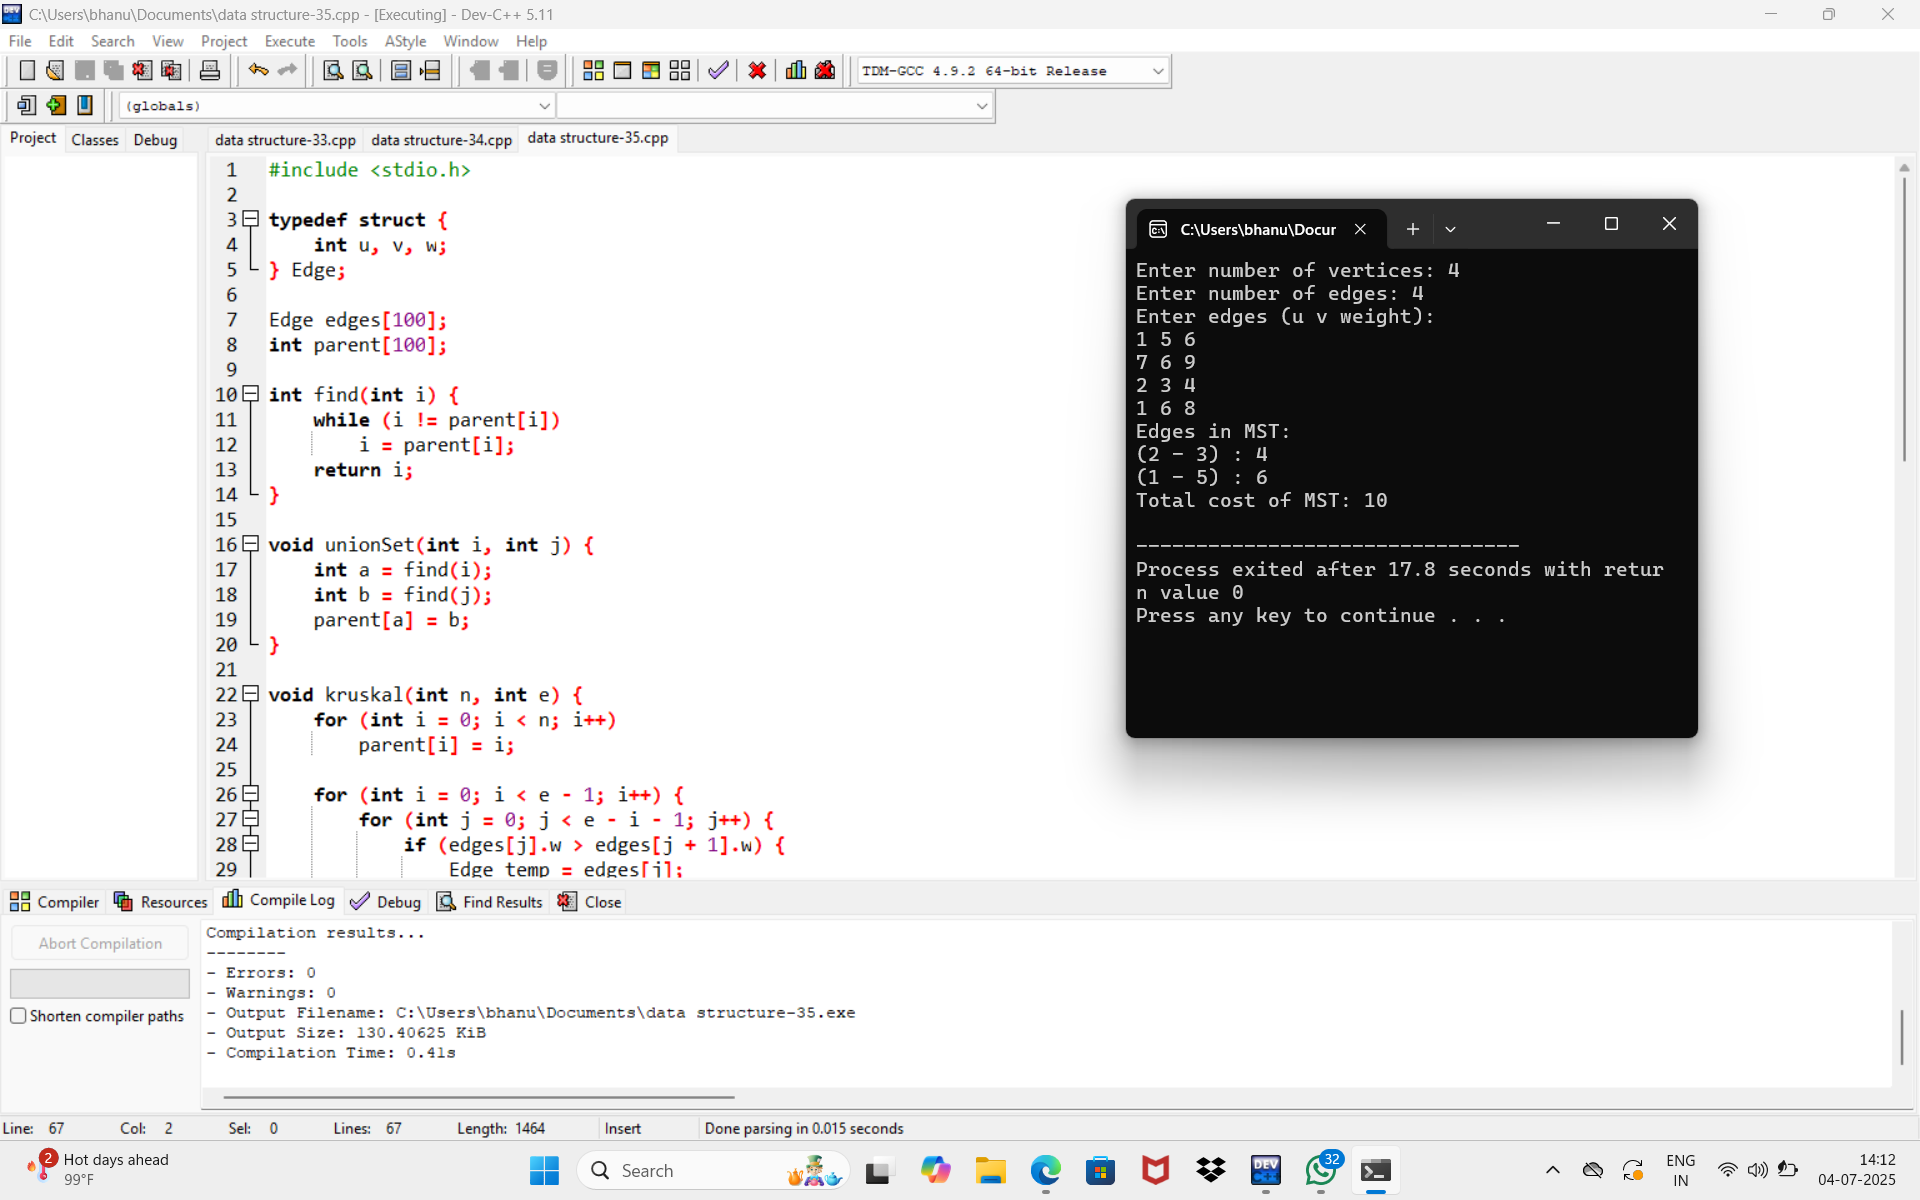 C:\Users\bhanu\Documents\data structure-35.cpp - [Executing] - Dev-C++ 5.11
File Edit Search View Project Execute Tools AStyle Window Help
TDM-GCC 4.9.2 64-bit Release
(globals)
Project Classes Debug
data structure-33.cpp data structure-34.cpp data structure-35.cpp
1 #include <stdio.h>
2
3 typedef struct {
4 int u, v, w;
5 } Edge;
6
7 Edge edges[100];
8 int parent[100];
9
10 int find(int i) {
11 while (i != parent[i])
12 i = parent[i];
13 return i;
14 }
15
16 void unionSet(int i, int j) {
17 int a = find(i);
18 int b = find(j);
19 parent[a] = b;
20 }
21
22 void kruskal(int n, int e) {
23 for (int i = 0; i < n; i++)
24 parent[i] = i;
25
26 for (int i = 0; i < e - 1; i++) {
27 for (int j = 0; j < e - i - 1; j++) {
28 if (edges[j].w > edges[j + 1].w) {
29 Edge temp = edges[j];
C:\Users\bhanu\Docur
Enter number of vertices: 4
Enter number of edges: 4
Enter edges (u v weight):
1 5 6
7 6 9
2 3 4
1 6 8
Edges in MST:
(2 - 3) : 4
(1 - 5) : 6
Total cost of MST: 10
--------------------------------
Process exited after 17.8 seconds with retur
n value 0
Press any key to continue . . .
Compiler Resources Compile Log Debug Find Results Close
Abort Compilation
Shorten compiler paths
Compilation results...
--------
- Errors: 0
- Warnings: 0
- Output Filename: C:\Users\bhanu\Documents\data structure-35.exe
- Output Size: 130.40625 KiB
- Compilation Time: 0.41s
Line: 67 Col: 2 Sel: 0 Lines: 67 Length: 1464 Insert Done parsing in 0.015 seconds
2
Hot days ahead
99°F
Search
DEV
32
ENG
IN
14:12
04-07-2025